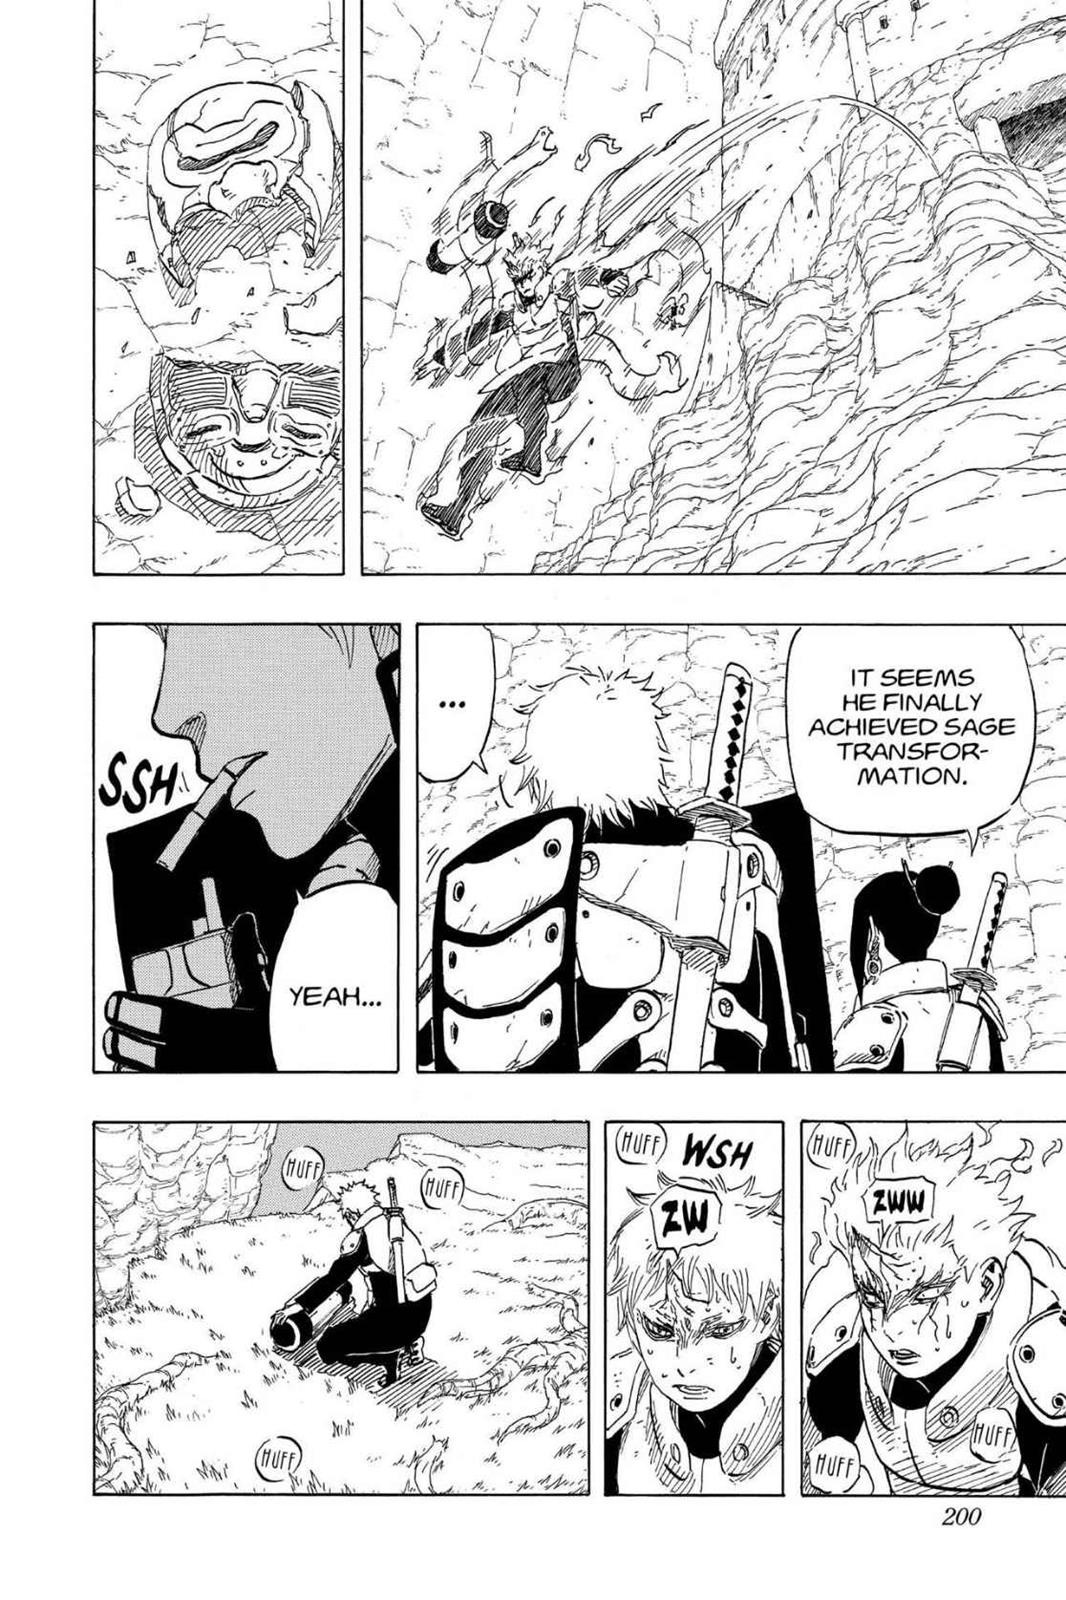 IT SEEMS
HE FINALLY
ACHIEVED SAGE
TRANSFOR-
MATION.
...
SSH
YEAH...
HUFF
ZWW
HUFF
HUFF
HUFF
WSH
ZW
HUFF
HUFF
HUFF
200